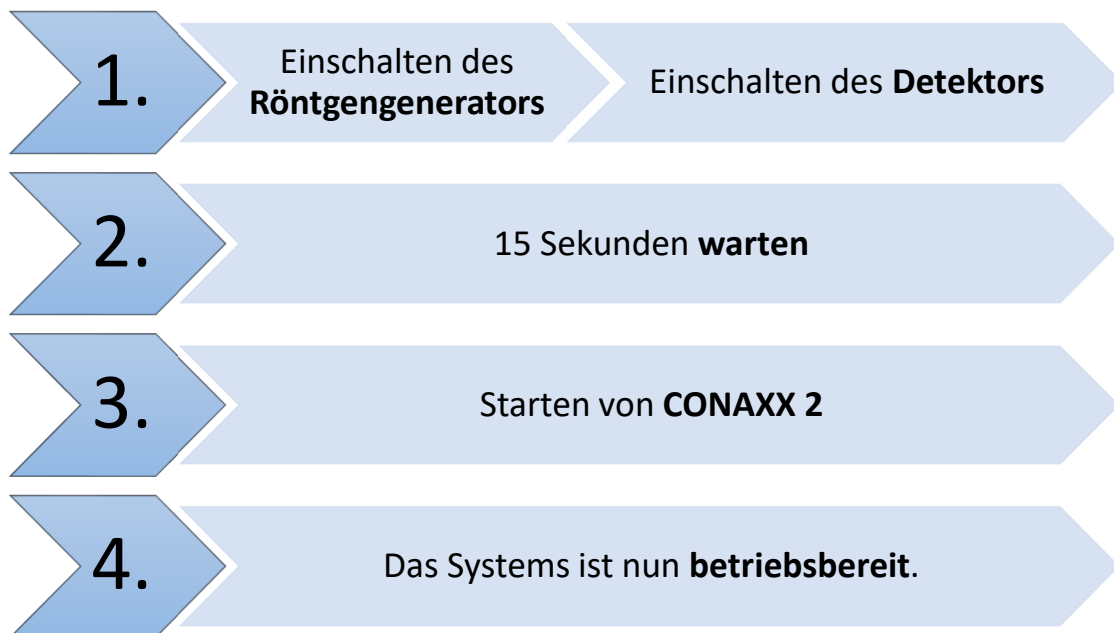 1.
Einschalten des
Röntgengenerators
Einschalten des Detektors
2.
15 Sekunden warten
3.
Starten von CONAXX 2
4.
Das Systems ist nun betriebsbereit.